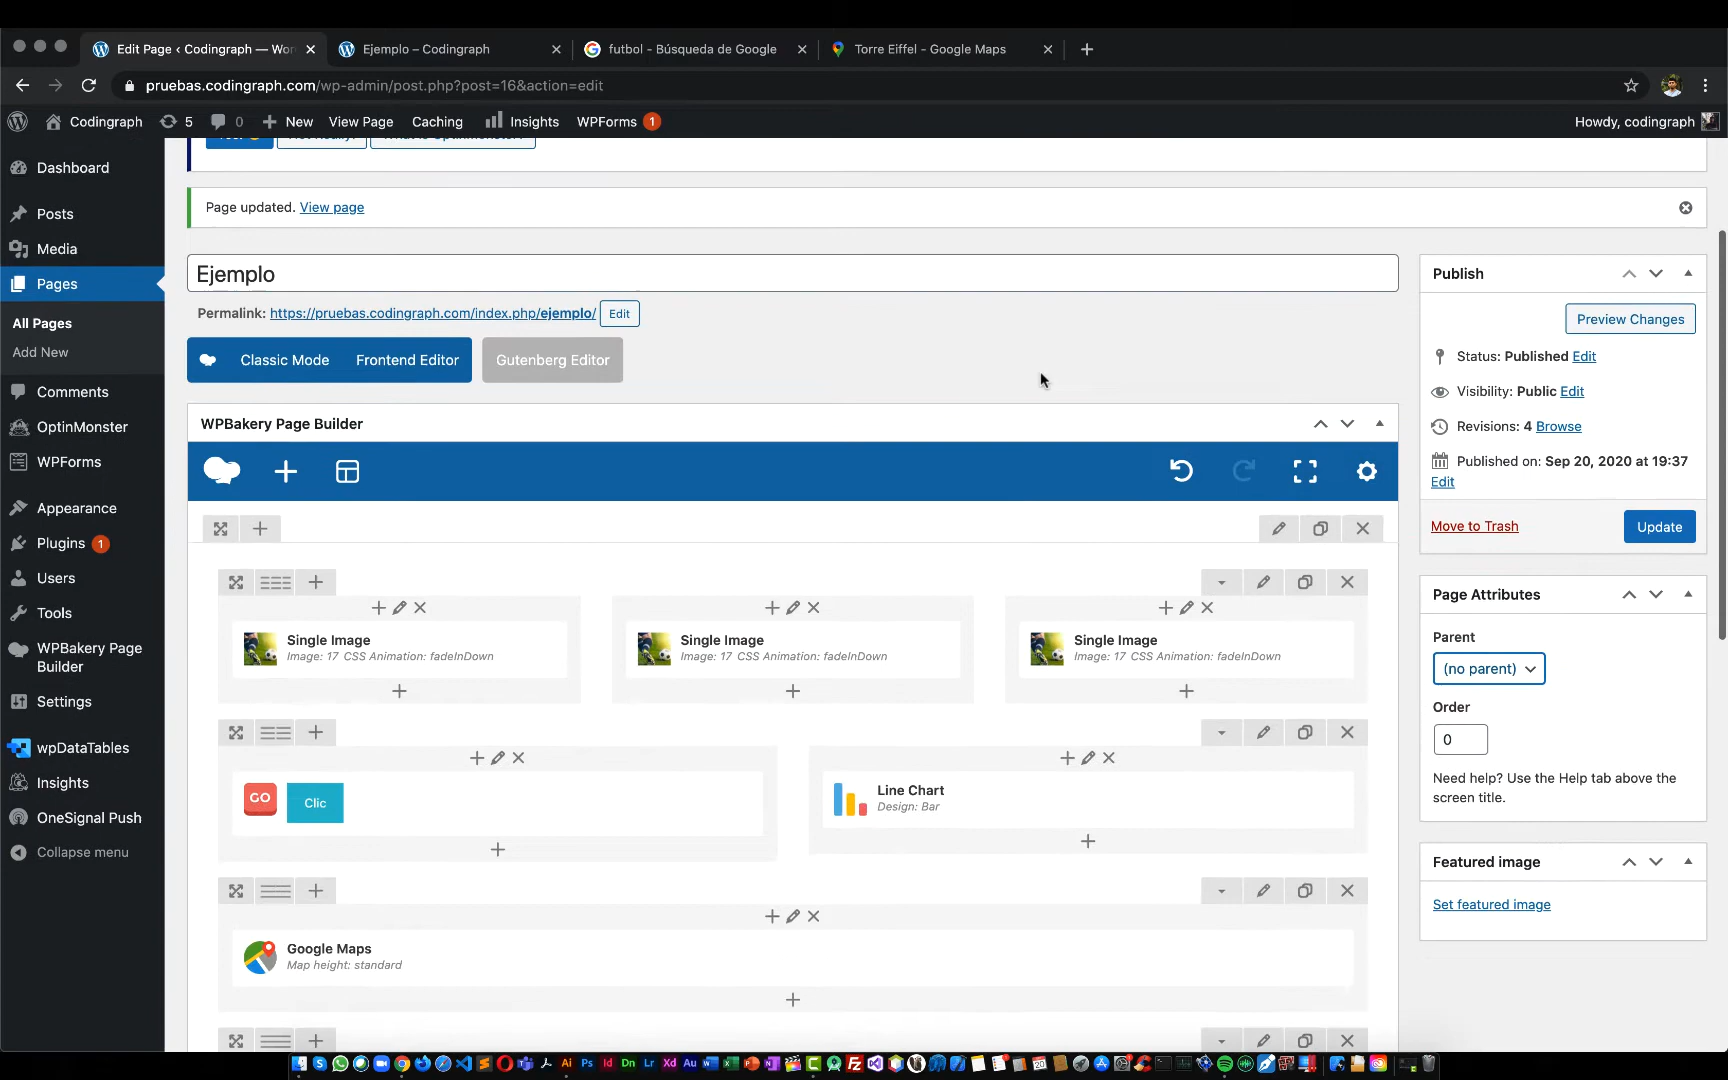 Edit Page ‹ Codingraph — Wor
Ejemplo – Codingraph
futbol - Búsqueda de Google
Torre Eiffel - Google Maps
pruebas.codingraph.com/wp-admin/post.php?post=16&action=edit
Codingraph
5
0
New
View Page
Caching
Insights
WPForms
1
Howdy, codingraph
Dashboard
Posts
Media
Pages
All Pages
Add New
Comments
OptinMonster
WPForms
Appearance
Plugins 1
Users
Tools
WPBakery Page
Builder
Settings
wpDataTables
Insights
OneSignal Push
Collapse menu
Page updated. View page
Ejemplo
Permalink: https://pruebas.codingraph.com/index.php/ejemplo/ Edit
Classic Mode
Frontend Editor
Gutenberg Editor
WPBakery Page Builder
Single Image
Image: 17 CSS Animation: fadeInDown
Single Image
Image: 17 CSS Animation: fadeInDown
Single Image
Image: 17 CSS Animation: fadeInDown
GO
Clic
Line Chart
Design: Bar
Google Maps
Map height: standard
Publish
Preview Changes
Status: Published Edit
Visibility: Public Edit
Revisions: 4 Browse
Published on: Sep 20, 2020 at 19:37
Edit
Move to Trash
Update
Page Attributes
Parent
(no parent)
Order
0
Need help? Use the Help tab above the
screen title.
Featured image
Set featured image
Ai
Ps
Id
Dn
Lr
Xd
Au